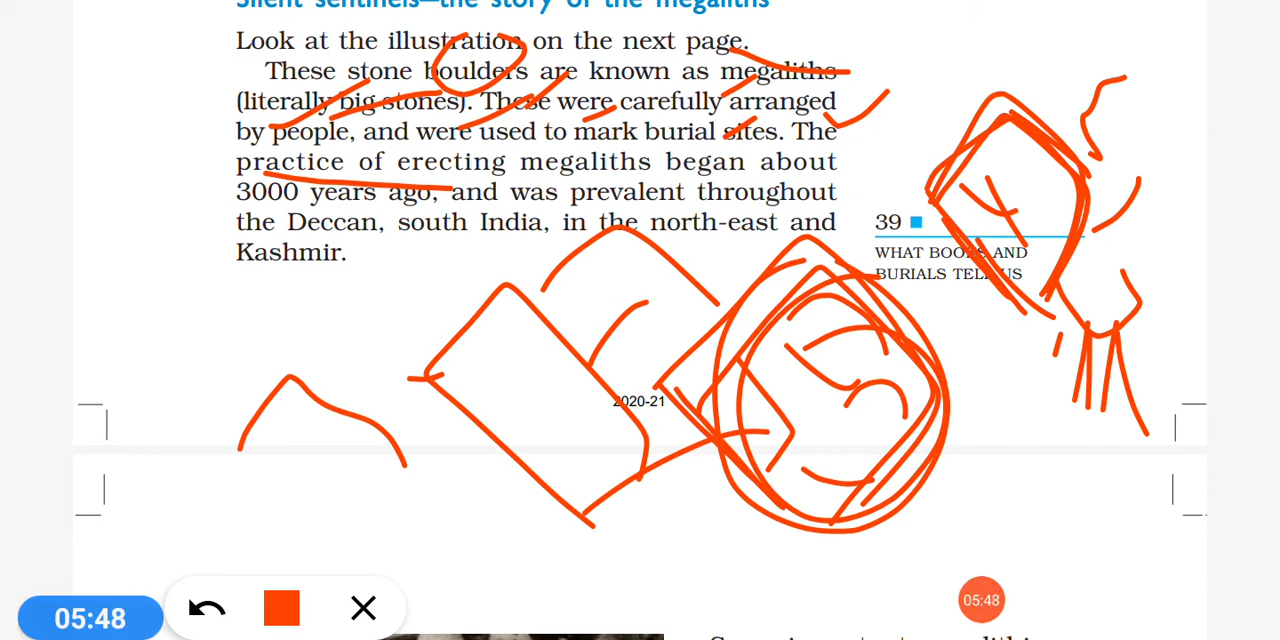 Silent sentinels—the story of the megaliths
Look at the illustration on the next page.
These stone boulders are known as megaliths
(literally big stones). These were carefully arranged
by people, and were used to mark burial sites. The
practice of erecting megaliths began about
3000 years ago, and was prevalent throughout
the Deccan, south India, in the north-east and
Kashmir.
39
WHAT BOOKS AND
BURIALS TELL US
2020-21
05:48
05:48